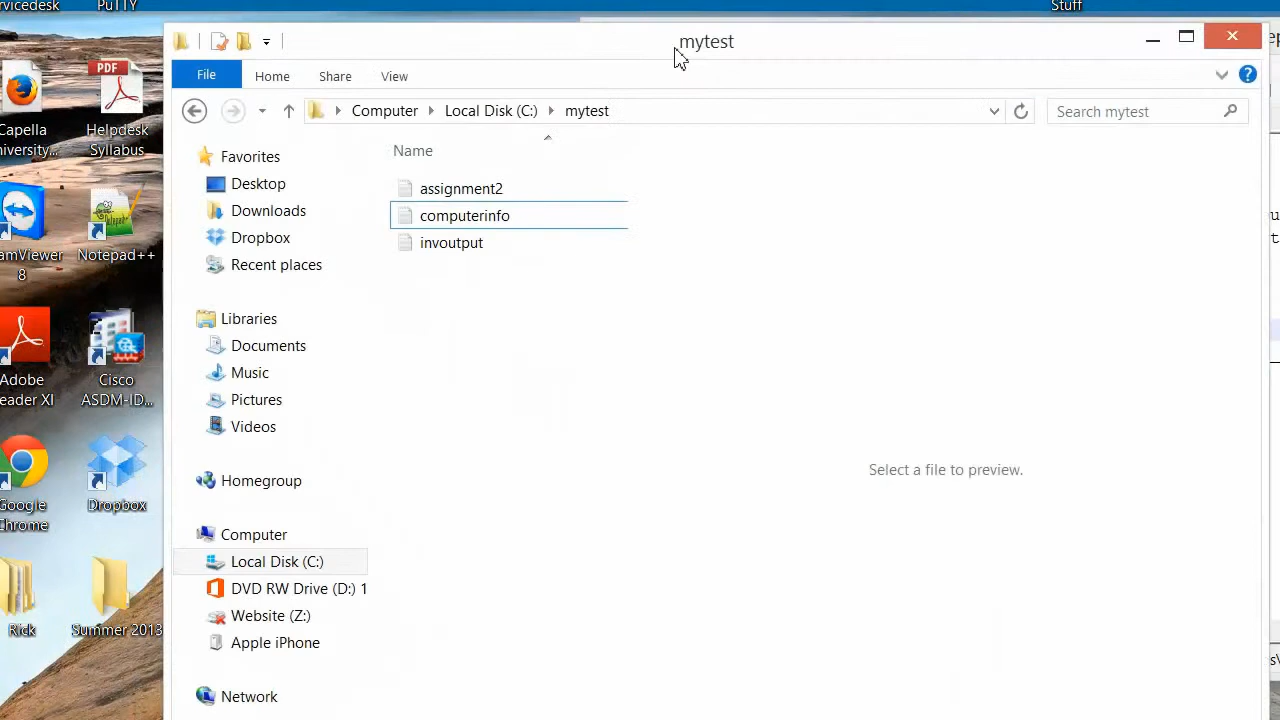 rvicedesk
PuTTY
Stuff
mytest
File
Home
Share
View
Computer
Local Disk (C:)
mytest
Search mytest
Name
assignment2
computerinfo
invoutput
Favorites
Desktop
Downloads
Dropbox
Recent places
Libraries
Documents
Music
Pictures
Videos
Homegroup
Computer
Local Disk (C:)
DVD RW Drive (D:) 1
Website (Z:)
Apple iPhone
Network
Select a file to preview.
Capella
niversity...
PDF
Helpdesk
Syllabus
amViewer
8
Notepad++
Adobe
eader XI
Cisco
ASDM-ID...
Google
Chrome
Dropbox
Rick
Summer 2013